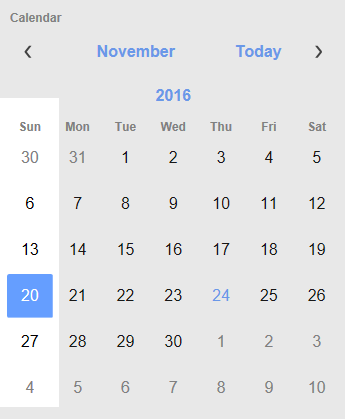 Calendar
‹ November Today ›
2016
Sun Mon Tue Wed Thu Fri Sat
30 31 1 2 3 4 5
6 7 8 9 10 11 12
13 14 15 16 17 18 19
20 21 22 23 24 25 26
27 28 29 30 1 2 3
4 5 6 7 8 9 10